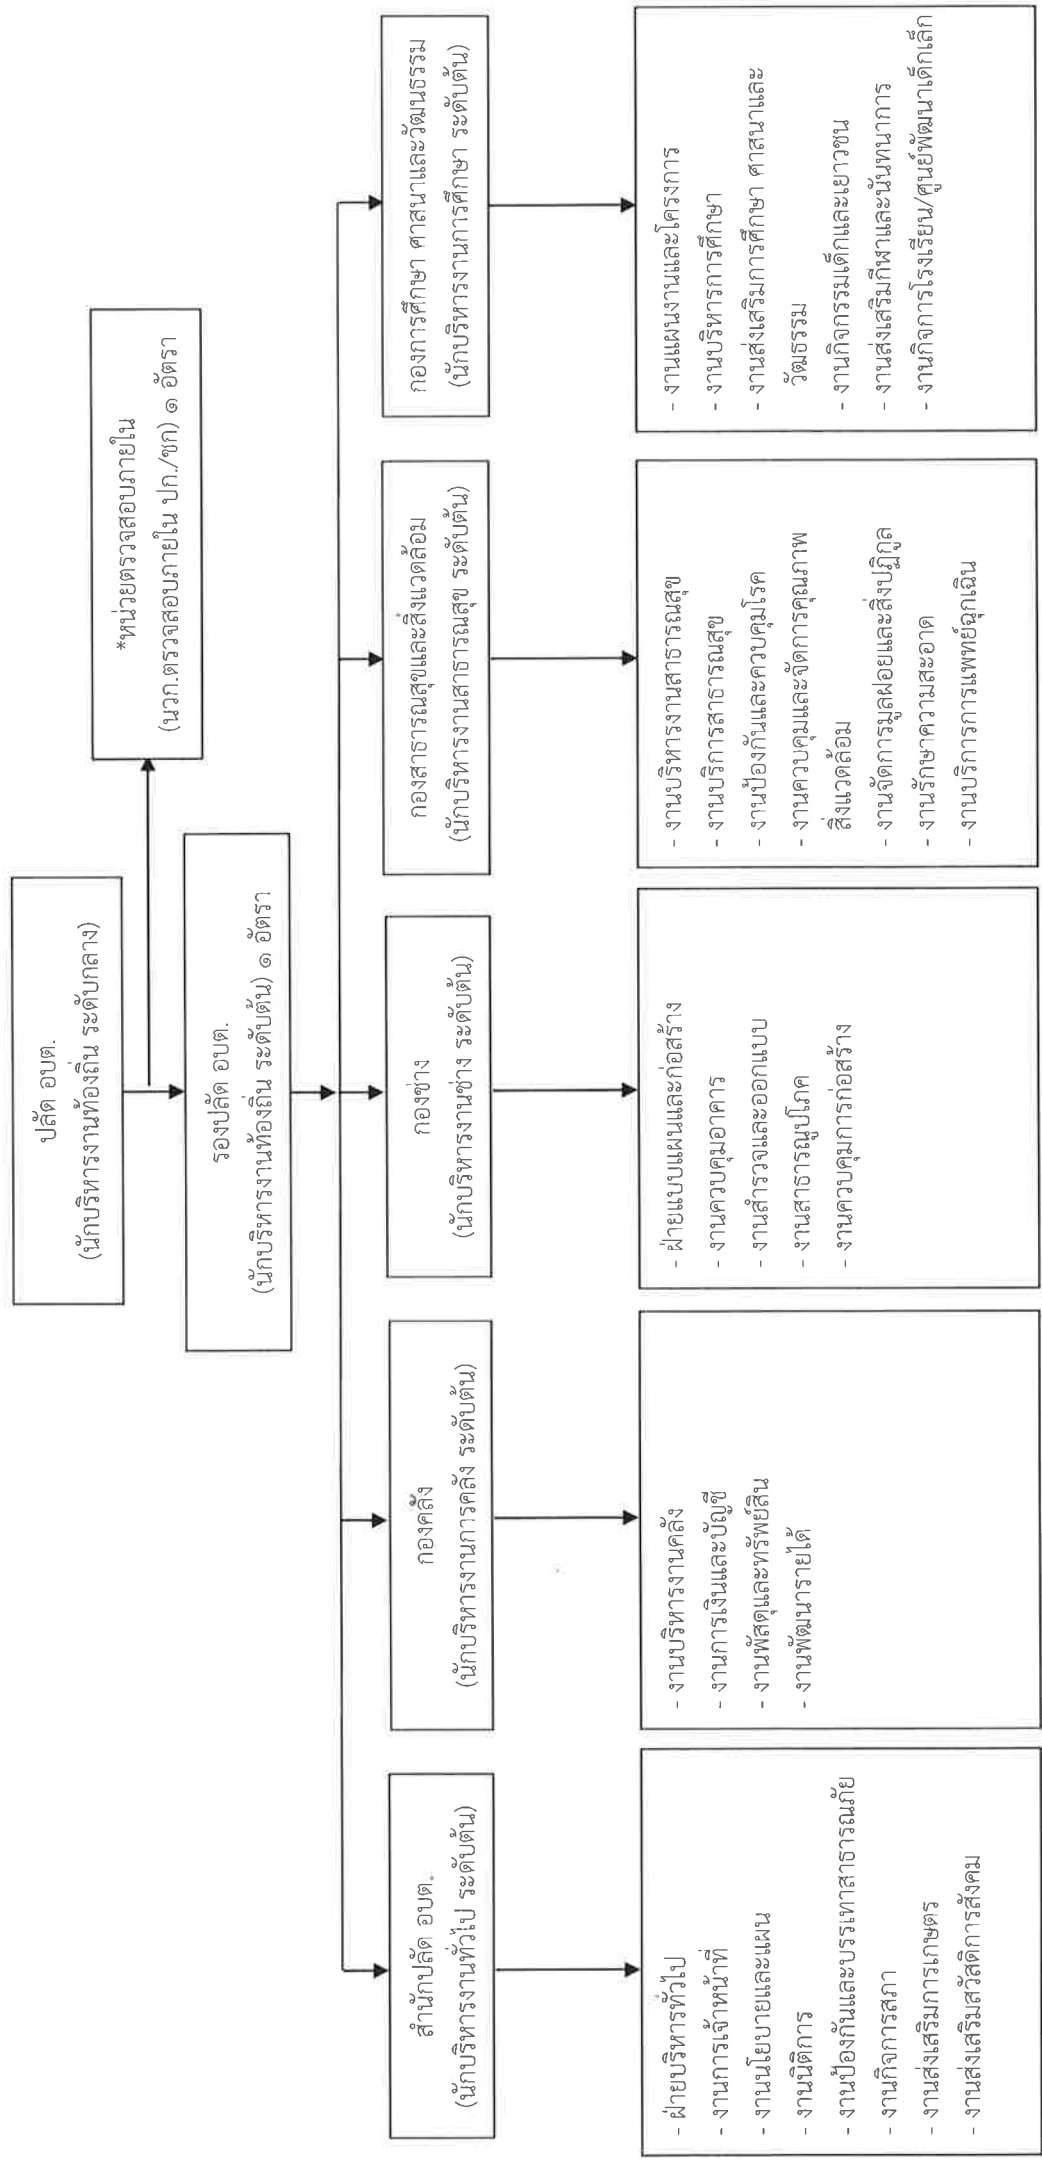 ปลัด อบต.
(นักบริหารงานท้องถิ่น ระดับกลาง)
*หน่วยตรวจสอบภายใน
(นวก.ตรวจสอบภายใน ปก./ชก) ๑ อัตรา
รองปลัด อบต.
(นักบริหารงานท้องถิ่น ระดับต้น) ๑ อัตรา
สำนักปลัด อบต.
(นักบริหารงานทั่วไป ระดับต้น)
กองคลัง
(นักบริหารงานการคลัง ระดับต้น)
กองช่าง
(นักบริหารงานช่าง ระดับต้น)
กองสาธารณสุขและสิ่งแวดล้อม
(นักบริหารงานสาธารณสุข ระดับต้น)
กองการศึกษา ศาสนาและวัฒนธรรม
(นักบริหารงานการศึกษา ระดับต้น)
- ฝ่ายบริหารทั่วไป
- งานการเจ้าหน้าที่
- งานนโยบายและแผน
- งานนิติการ
- งานป้องกันและบรรเทาสาธารณภัย
- งานกิจการสภา
- งานส่งเสริมการเกษตร
- งานส่งเสริมสวัสดิการสังคม
- งานบริหารงานคลัง
- งานการเงินและบัญชี
- งานพัสดุและทรัพย์สิน
- งานพัฒนารายได้
- ฝ่ายแบบแผนและก่อสร้าง
- งานควบคุมอาคาร
- งานสำรวจและออกแบบ
- งานสาธารณูปโภค
- งานควบคุมการก่อสร้าง
- งานบริหารงานสาธารณสุข
- งานบริการสาธารณสุข
- งานป้องกันและควบคุมโรค
- งานควบคุมและจัดการคุณภาพ
สิ่งแวดล้อม
- งานจัดการมูลฝอยและสิ่งปฏิกูล
- งานรักษาความสะอาด
- งานบริการการแพทย์ฉุกเฉิน
- งานแผนงานและโครงการ
- งานบริหารการศึกษา
- งานส่งเสริมการศึกษา ศาสนาและ
วัฒธรรม
- งานกิจกรรมเด็กและเยาวชน
- งานส่งเสริมกีฬาและนันทนาการ
- งานกิจการโรงเรียน/ศูนย์พัฒนาเด็กเล็ก